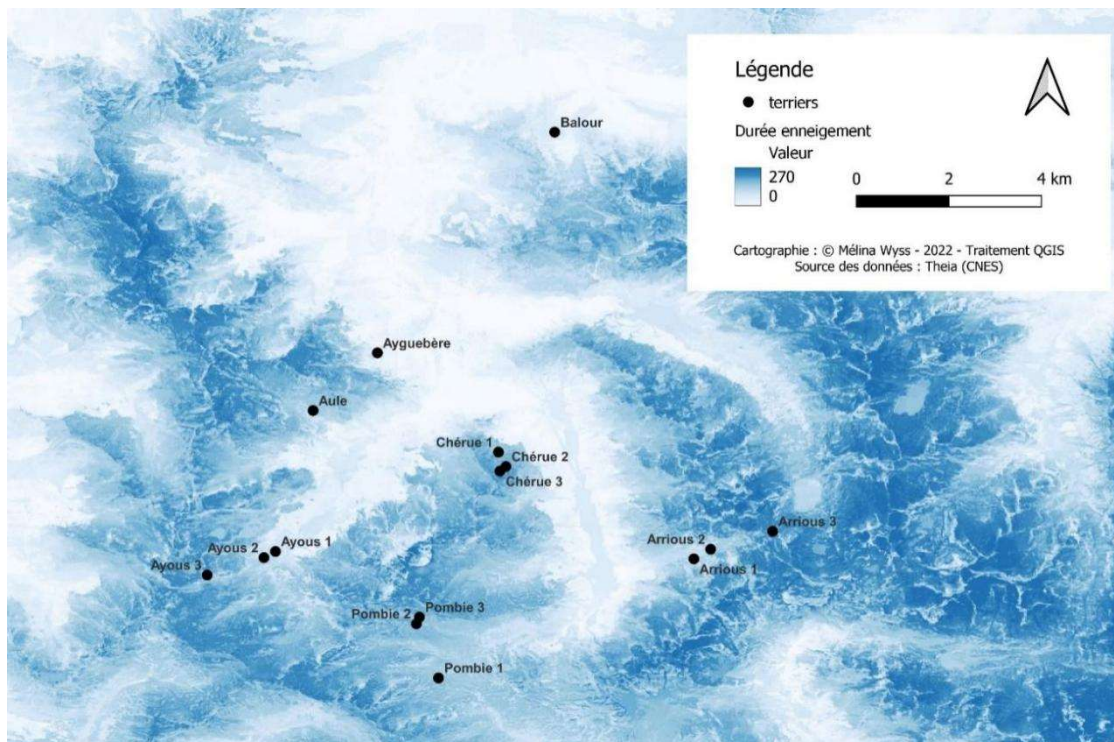 Légende
terriers
Durée enneigement
Valeur
270
0
0 2 4 km
Cartographie : © Mélina Wyss - 2022 - Traitement QGIS
Source des données : Theia (CNES)
Balour
Ayguebère
Aule
Chérue 1
Chérue 2
Chérue 3
Arrious 3
Arrious 2
Arrious 1
Ayous 1
Ayous 2
Ayous 3
Pombie 3
Pombie 2
Pombie 1